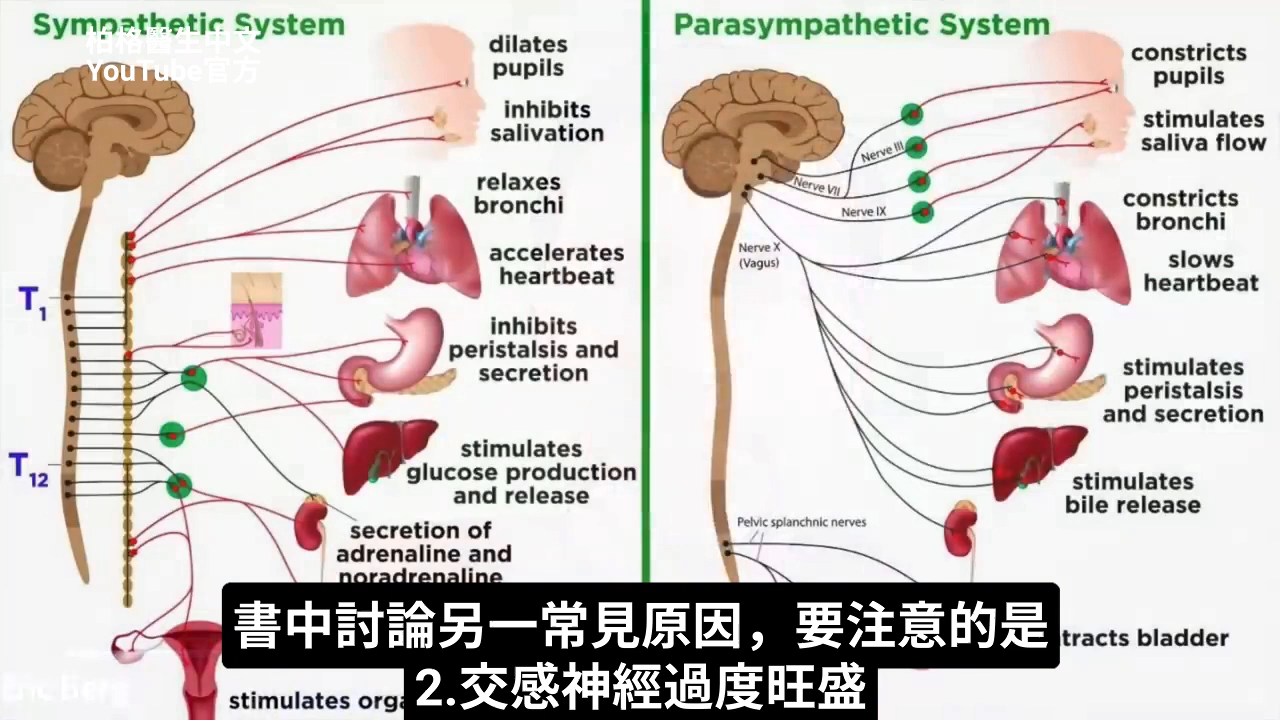 Sympathetic System
柏格醫生中文
YouTube官方
dilates
pupils
inhibits
salivation
relaxes
bronchi
accelerates
heartbeat
T1
inhibits
peristalsis and
secretion
T12
stimulates
glucose production
and release
secretion of
adrenaline and
noradrenaline
Parasympathetic System
constricts
pupils
stimulates
saliva flow
Nerve III
Nerve VII
Nerve IX
Nerve X
(Vagus)
constricts
bronchi
slows
heartbeat
stimulates
peristalsis
and secretion
stimulates
bile release
Pelvic splanchnic nerves
tracts bladder
stimulates orga
書中討論另一常見原因，要注意的是
2.交感神經過度旺盛